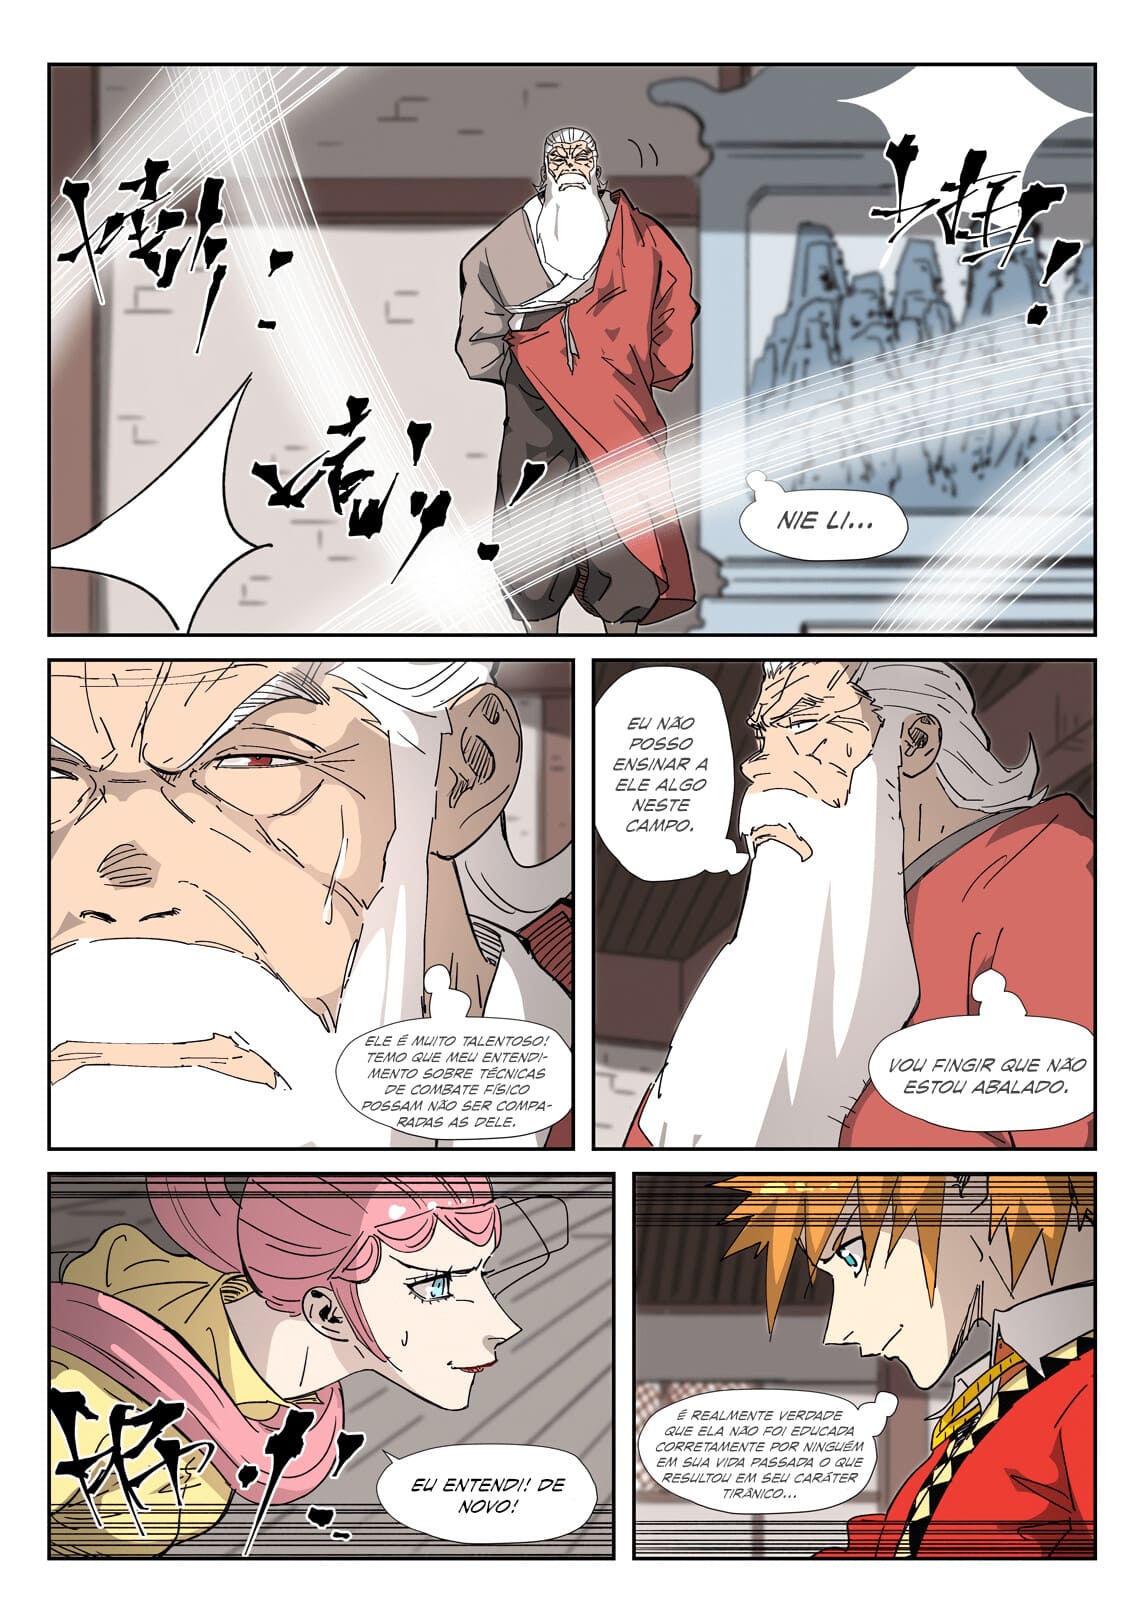 NIE LI...
EU NÃO
POSSO
ENSINAR A
ELE ALGO
NESTE
CAMPO.
ELE É MUITO TALENTOSO!
TEMO QUE MEU ENTENDI-
MENTO SOBRE TÉCNICAS
DE COMBATE FÍSICO
POSSAM NÃO SER COMPA-
RADAS AS DELE.
VOU FINGIR QUE NÃO
ESTOU ABALADO.
EU ENTENDI! DE
NOVO!
É REALMENTE VERDADE
QUE ELA NÃO FOI EDUCADA
CORRETAMENTE POR NINGUÉM
EM SUA VIDA PASSADA O QUE
RESULTOU EM SEU CARÁTER
TIRÂNICO...